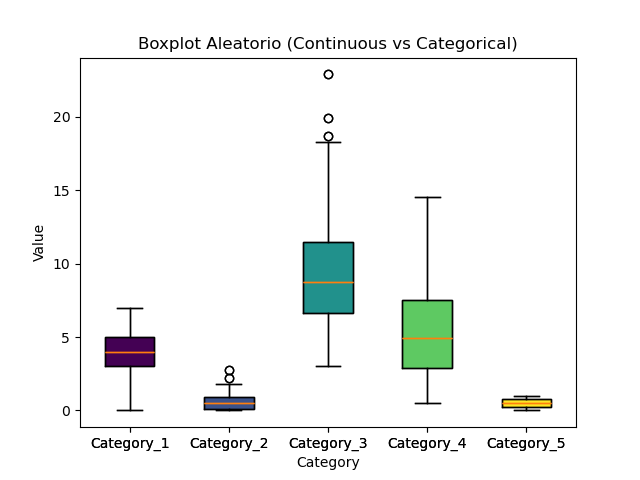 Boxplot Aleatorio (Continuous vs Categorical)
20
15
10
5
0
Value
Category_1 Category_2 Category_3 Category_4 Category_5
Category